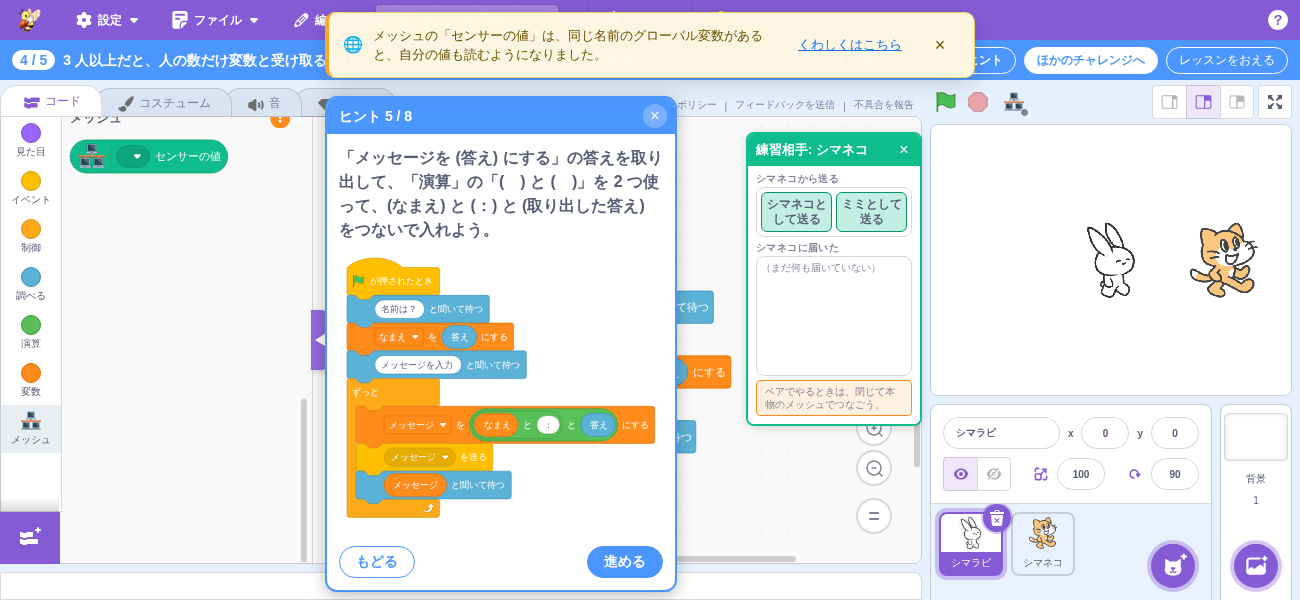 設定
ファイル
編
?
メッシュの「センサーの値」は、同じ名前のグローバル変数がある
と、自分の値も読むようになりました。
くわしくはこちら
×
4 / 5
3 人以上だと、人の数だけ変数と受け取る
ヒント
ほかのチャレンジへ
レッスンをおえる
コード
コスチューム
音
ポリシー | フィードバックを送信 | 不具合を報告
見た目
イベント
制御
調べる
演算
変数
メッシュ
メッシュ
!
センサーの値
ヒント 5 / 8
×
「メッセージを (答え) にする」の答えを取り
出して、「演算」の「(　) と (　)」を 2 つ使
って、(なまえ) と (：) と (取り出した答え)
をつないで入れよう。
が押されたとき
名前は？ と聞いて待つ
なまえ を 答え にする
メッセージを入力 と聞いて待つ
ずっと
メッセージ を なまえ と : と 答え にする
メッセージ を送る
メッセージ と聞いて待つ
もどる
進める
て待つ
にする
待つ
練習相手: シマネコ
×
シマネコから送る
シマネコと
して送る
ミミとして
送る
シマネコに届いた
（まだ何も届いていない）
ペアでやるときは、閉じて本
物のメッシュでつなごう。
シマラビ
x
0
y
0
100
90
シマラビ
シマネコ
背景
1